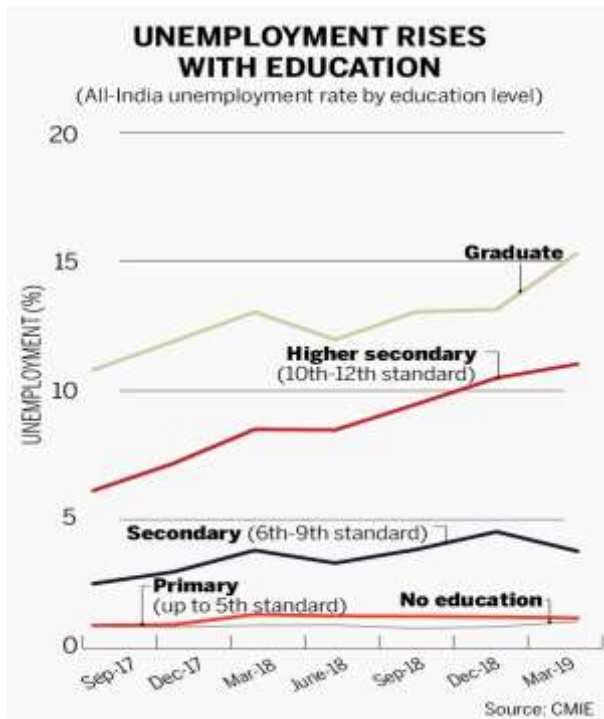 UNEMPLOYMENT RISES
WITH EDUCATION
(All-India unemployment rate by education level)
20
15
Graduate
UNEMPLOYMENT (%)
Higher secondary
(10th-12th standard)
10
5
Secondary (6th-9th standard)
Primary
(up to 5th standard)
No education
0
Sep-17 Dec-17 Mar-18 June-18 Sep-18 Dec-18 Mar-19
Source: CMIE